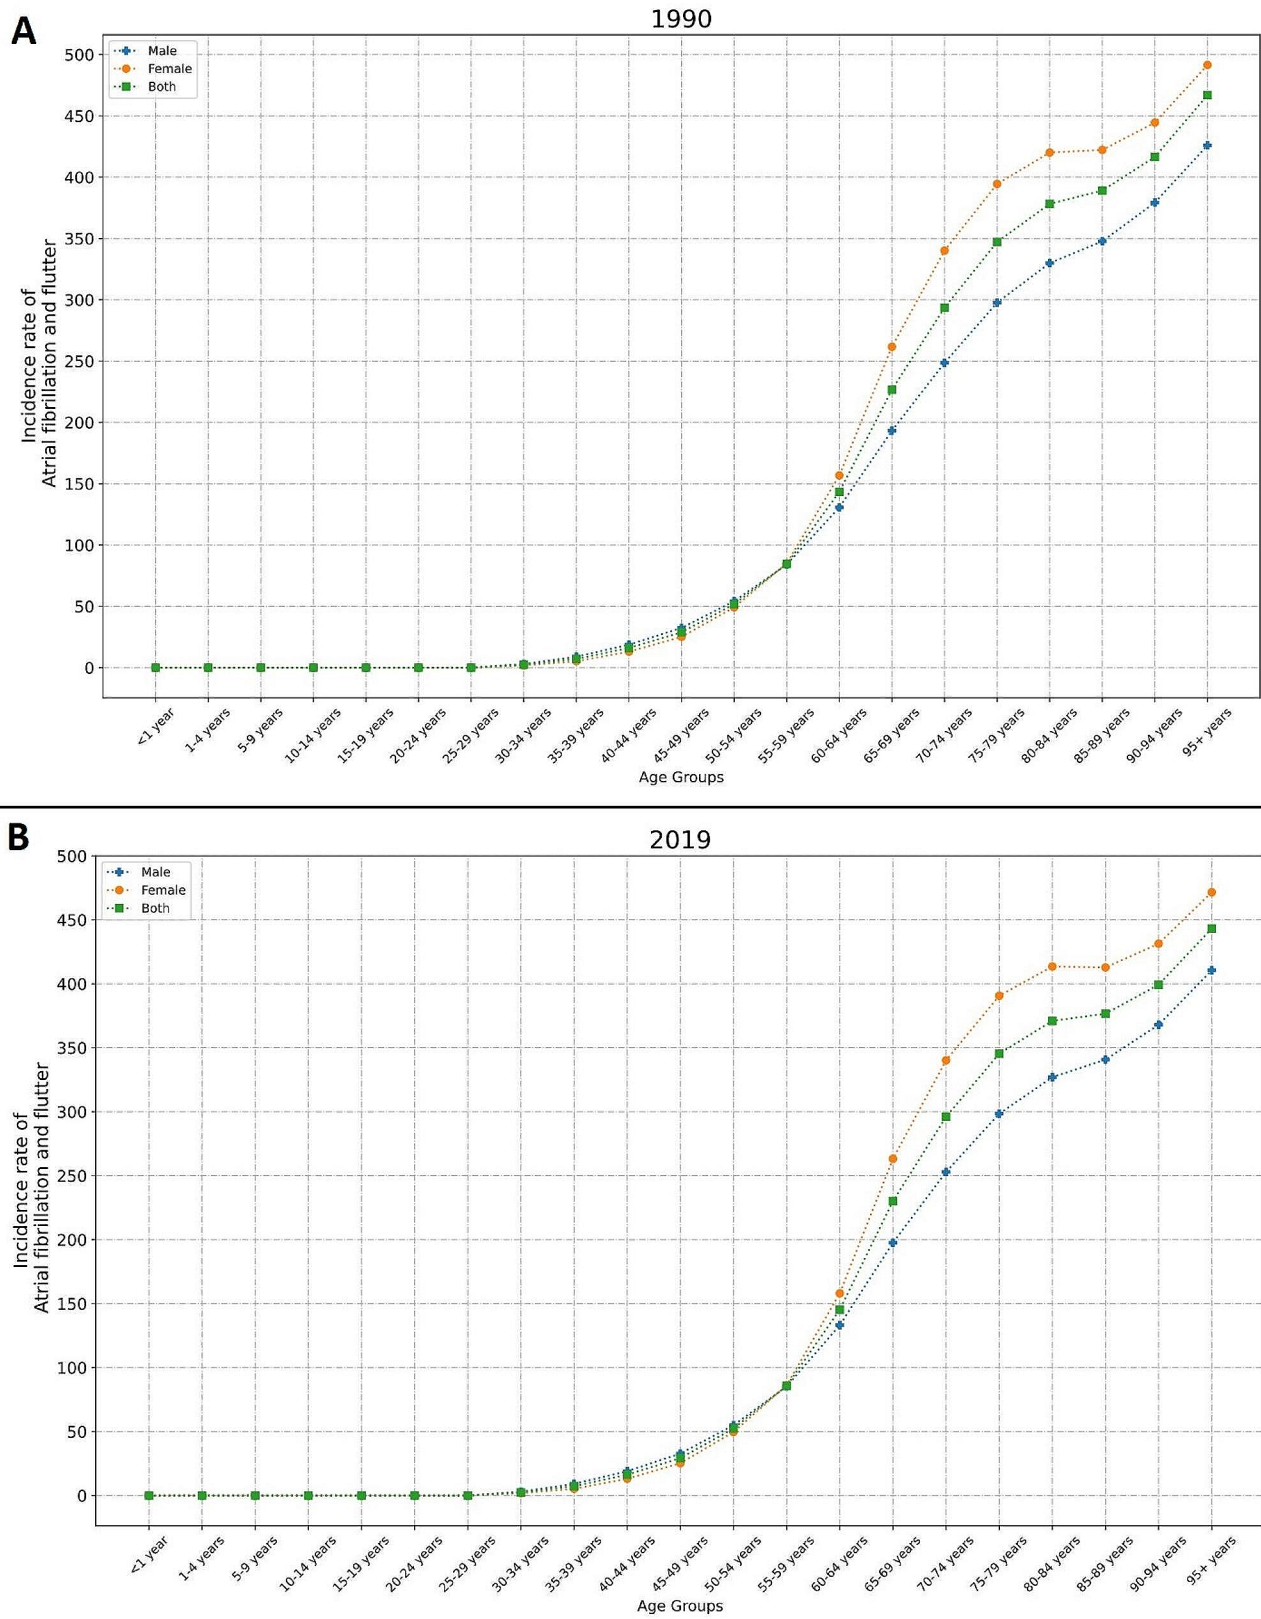 A
1990
Male
Female
Both
500
450
400
350
300
250
200
150
100
50
0
Incidence rate of
Atrial fibrillation and flutter
<1 year
1-4 years
5-9 years
10-14 years
15-19 years
20-24 years
25-29 years
30-34 years
35-39 years
40-44 years
45-49 years
50-54 years
55-59 years
60-64 years
65-69 years
70-74 years
75-79 years
80-84 years
85-89 years
90-94 years
95+ years
Age Groups
B
2019
Male
Female
Both
500
450
400
350
300
250
200
150
100
50
0
Incidence rate of
Atrial fibrillation and flutter
<1 year
1-4 years
5-9 years
10-14 years
15-19 years
20-24 years
25-29 years
30-34 years
35-39 years
40-44 years
45-49 years
50-54 years
55-59 years
60-64 years
65-69 years
70-74 years
75-79 years
80-84 years
85-89 years
90-94 years
95+ years
Age Groups